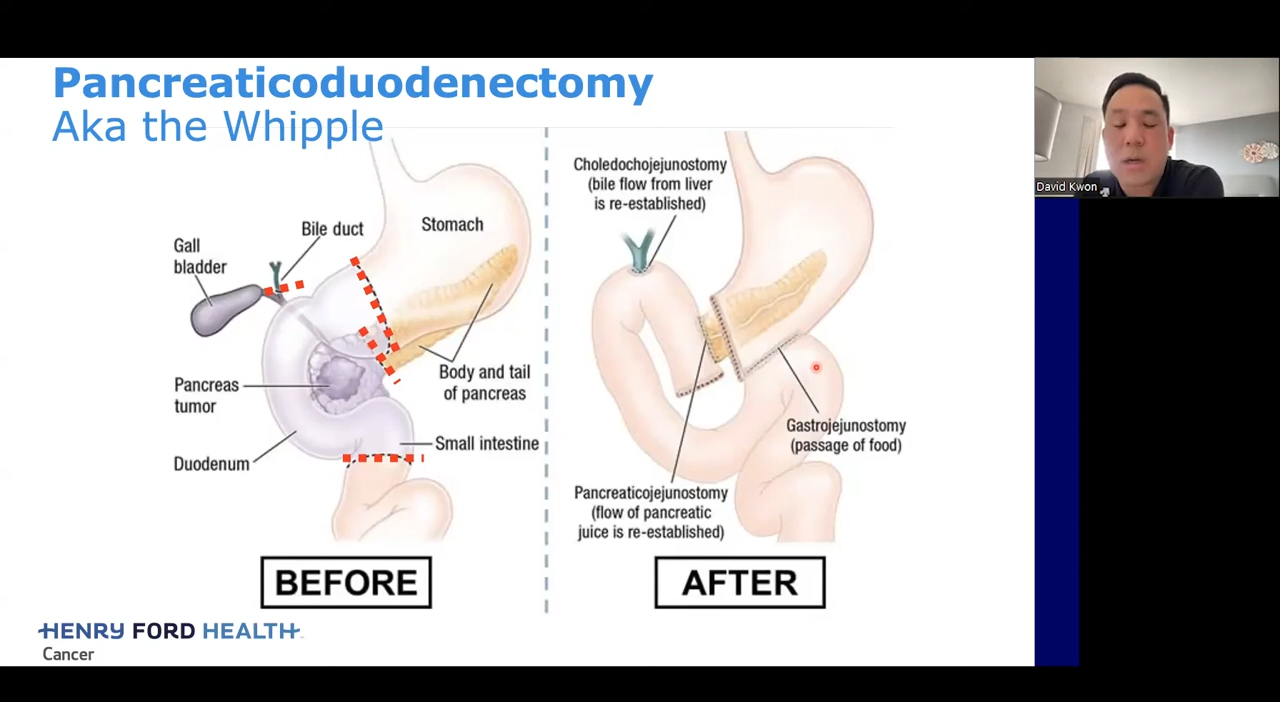 Pancreaticoduodenectomy
Aka the Whipple
Gall
bladder
Bile duct
Stomach
Pancreas
tumor
Body and tail
of pancreas
Small intestine
Duodenum
BEFORE
Choledochojejunostomy
(bile flow from liver
is re-established)
Gastrojejunostomy
(passage of food)
Pancreaticojejunostomy
(flow of pancreatic
juice is re-established)
AFTER
HENRY FORD HEALTH
Cancer
David Kwon